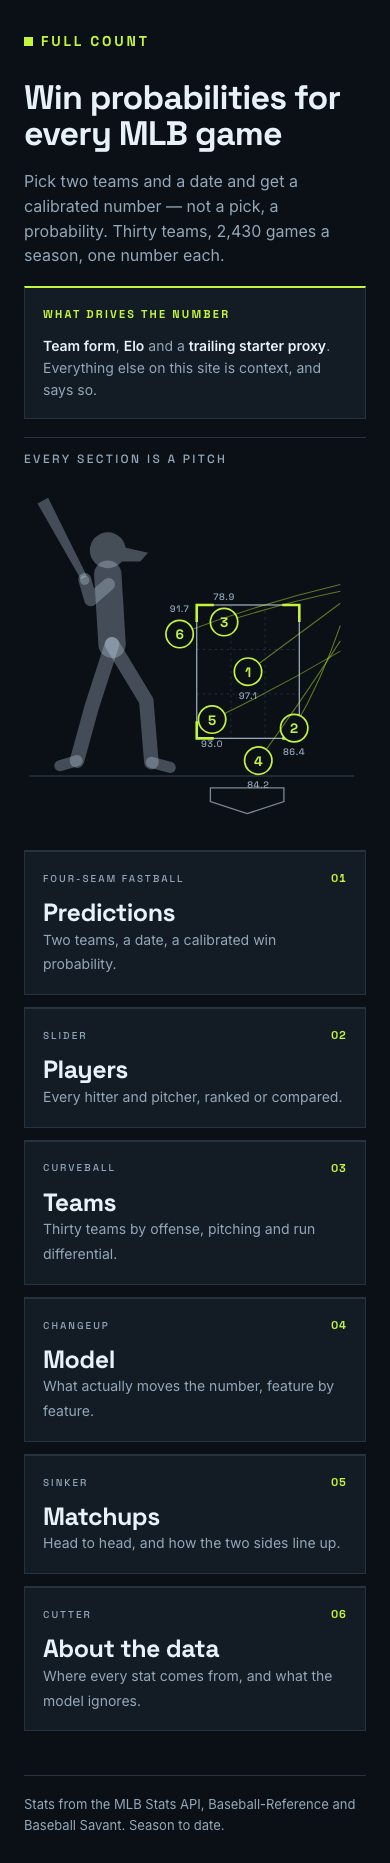 FULL COUNT
Win probabilities for
every MLB game
Pick two teams and a date and get a
calibrated number — not a pick, a
probability. Thirty teams, 2,430 games a
season, one number each.
WHAT DRIVES THE NUMBER
Team form, Elo and a trailing starter proxy.
Everything else on this site is context, and
says so.
EVERY SECTION IS A PITCH
78.9
91.7
3
6
1
97.1
5
2
93.0
86.4
4
84.2
FOUR-SEAM FASTBALL 01
Predictions
Two teams, a date, a calibrated win
probability.
SLIDER 02
Players
Every hitter and pitcher, ranked or compared.
CURVEBALL 03
Teams
Thirty teams by offense, pitching and run
differential.
CHANGEUP 04
Model
What actually moves the number, feature by
feature.
SINKER 05
Matchups
Head to head, and how the two sides line up.
CUTTER 06
About the data
Where every stat comes from, and what the
model ignores.
Stats from the MLB Stats API, Baseball-Reference and
Baseball Savant. Season to date.